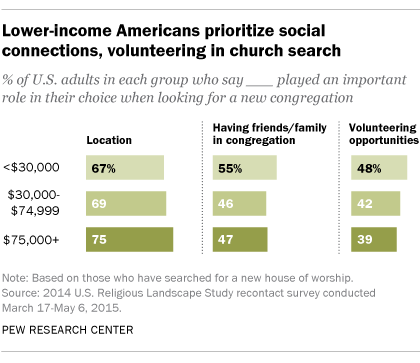 Lower-income Americans prioritize social
connections, volunteering in church search
% of U.S. adults in each group who say ___ played an important
role in their choice when looking for a new congregation
Location
Having friends/family
in congregation
Volunteering
opportunities
<$30,000
67%
55%
48%
$30,000-
$74,999
69
46
42
$75,000+
75
47
39
Note: Based on those who have searched for a new house of worship.
Source: 2014 U.S. Religious Landscape Study recontact survey conducted
March 17-May 6, 2015.
PEW RESEARCH CENTER